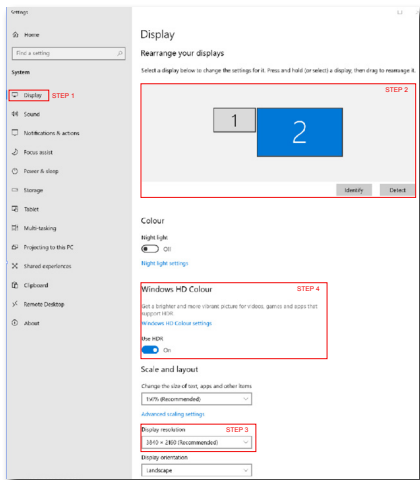 Settings
Home
Find a setting
System
Display STEP 1
Sound
Notifications & actions
Focus assist
Power & sleep
Storage
Tablet
Multi-tasking
Projecting to this PC
Shared experiences
Clipboard
Remote Desktop
About
Display
Rearrange your displays
Select a display below to change the settings for it. Press and hold (or select) a display, then drag to rearrange it.
STEP 2
1 2
Identify Detect
Colour
Night light
Off
Night light settings
Windows HD Colour STEP 4
Get a brighter and more vibrant picture for videos, games and apps that
support HDR.
Windows HD Colour settings
Use HDR
On
Scale and layout
Change the size of text, apps and other items
150% (Recommended)
Advanced scaling settings
Display resolution STEP 3
3840 × 2160 (Recommended)
Display orientation
Landscape